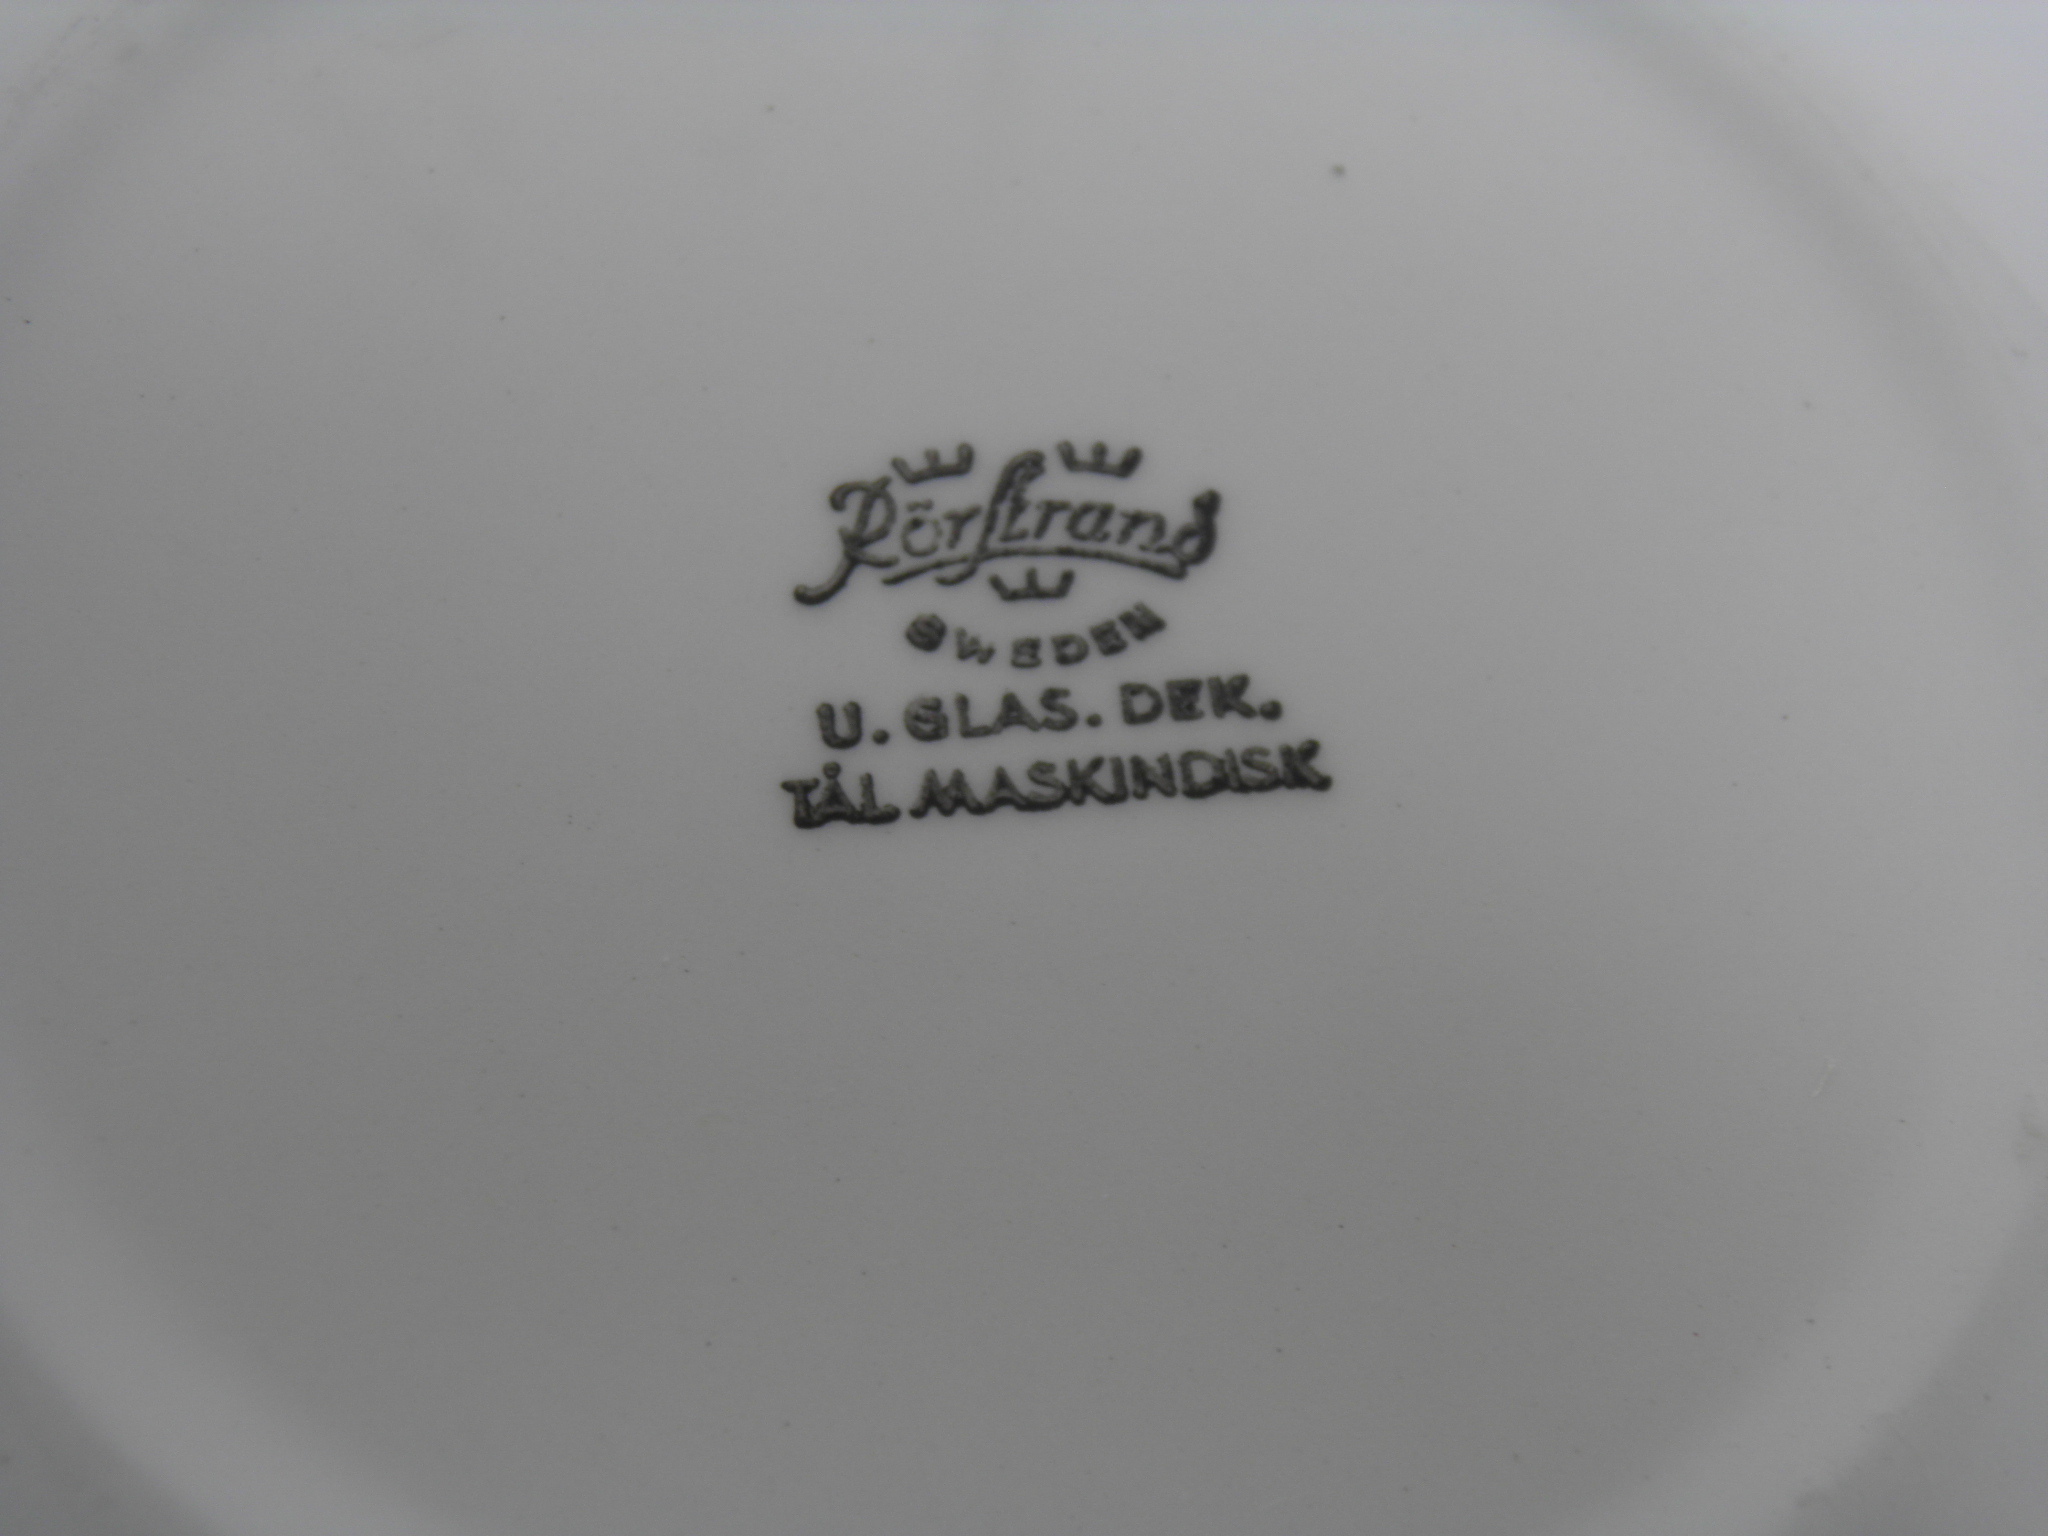 Rörstrand
SWEDEN
U. GLAS. DEK.
TÅL MASKINDISK